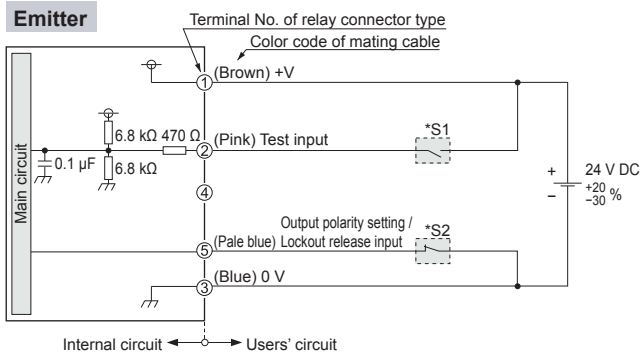 Emitter
Terminal No. of relay connector type
Color code of mating cable
1 (Brown) +V
6.8 kΩ 470 Ω
2 (Pink) Test input
*S1
0.1 µF
6.8 kΩ
Main circuit
4
+
−
24 V DC
+20
−30 %
Output polarity setting /
5 (Pale blue) Lockout release input
*S2
3 (Blue) 0 V
Internal circuit
Users' circuit